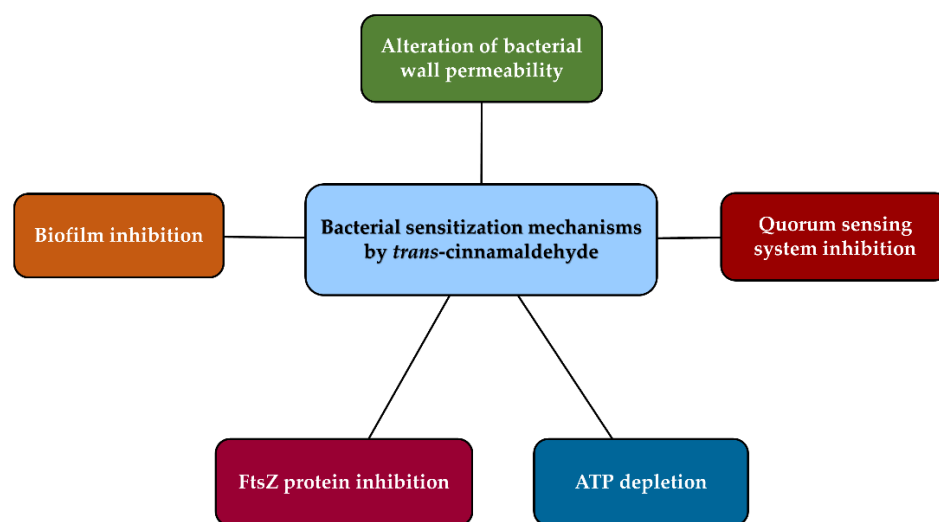 Alteration of bacterial
wall permeability
Biofilm inhibition
Bacterial sensitization mechanisms
by trans-cinnamaldehyde
Quorum sensing
system inhibition
FtsZ protein inhibition
ATP depletion